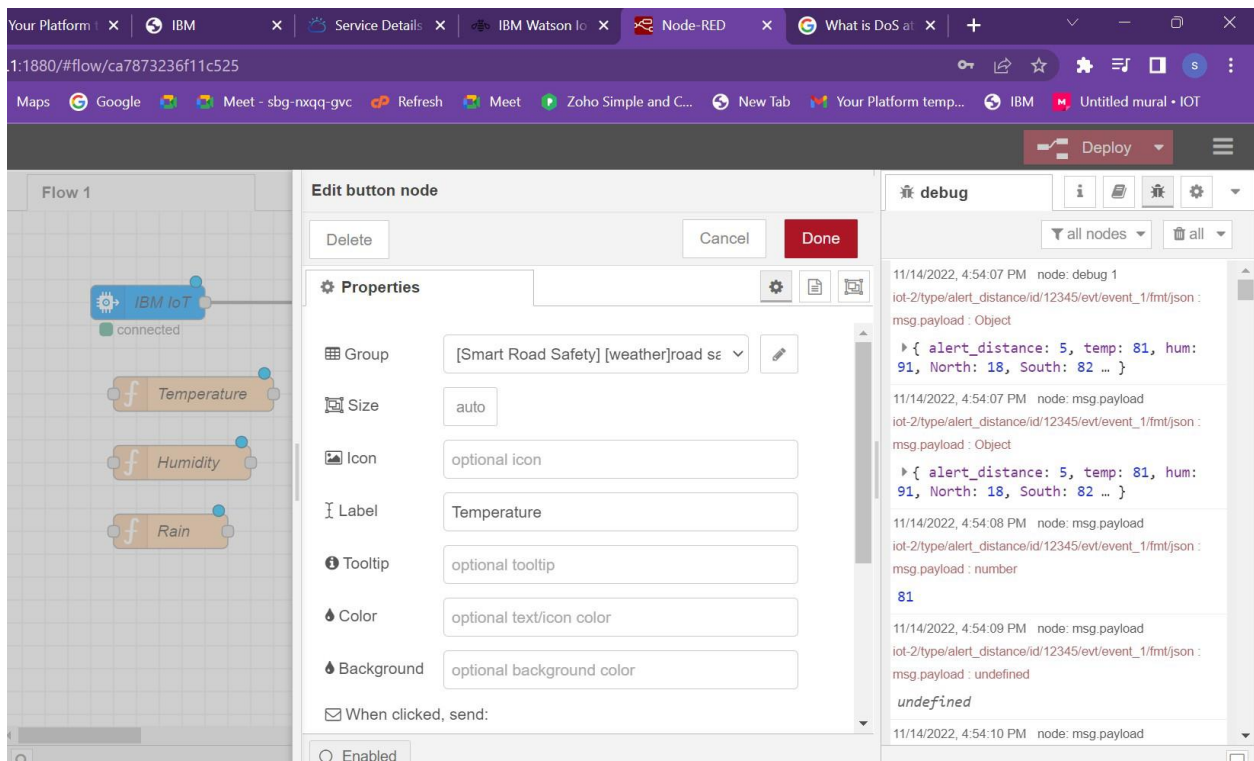 Your Platform t
IBM
Service Details
IBM Watson Io
Node-RED
What is DoS at
.1:1880/#flow/ca7873236f11c525
S
Maps
Google
Meet - sbg-nxqq-gvc
Refresh
Meet
Zoho Simple and C...
New Tab
Your Platform temp...
IBM
Untitled mural • IOT
Deploy
Flow 1
IBM IoT
connected
Temperature
Humidity
Rain
Edit button node
Delete
Cancel
Done
Properties
Group
[Smart Road Safety] [weather]road sa
Size
auto
Icon
optional icon
Label
Temperature
Tooltip
optional tooltip
Color
optional text/icon color
Background
optional background color
When clicked, send:
Enabled
debug
i
all nodes
all
11/14/2022, 4:54:07 PM node: debug 1
iot-2/type/alert_distance/id/12345/evt/event_1/fmt/json :
msg.payload : Object
{ alert_distance: 5, temp: 81, hum:
91, North: 18, South: 82 … }
11/14/2022, 4:54:07 PM node: msg.payload
iot-2/type/alert_distance/id/12345/evt/event_1/fmt/json :
msg.payload : Object
{ alert_distance: 5, temp: 81, hum:
91, North: 18, South: 82 … }
11/14/2022, 4:54:08 PM node: msg.payload
iot-2/type/alert_distance/id/12345/evt/event_1/fmt/json :
msg.payload : number
81
11/14/2022, 4:54:09 PM node: msg.payload
iot-2/type/alert_distance/id/12345/evt/event_1/fmt/json :
msg.payload : undefined
undefined
11/14/2022, 4:54:10 PM node: msg.payload